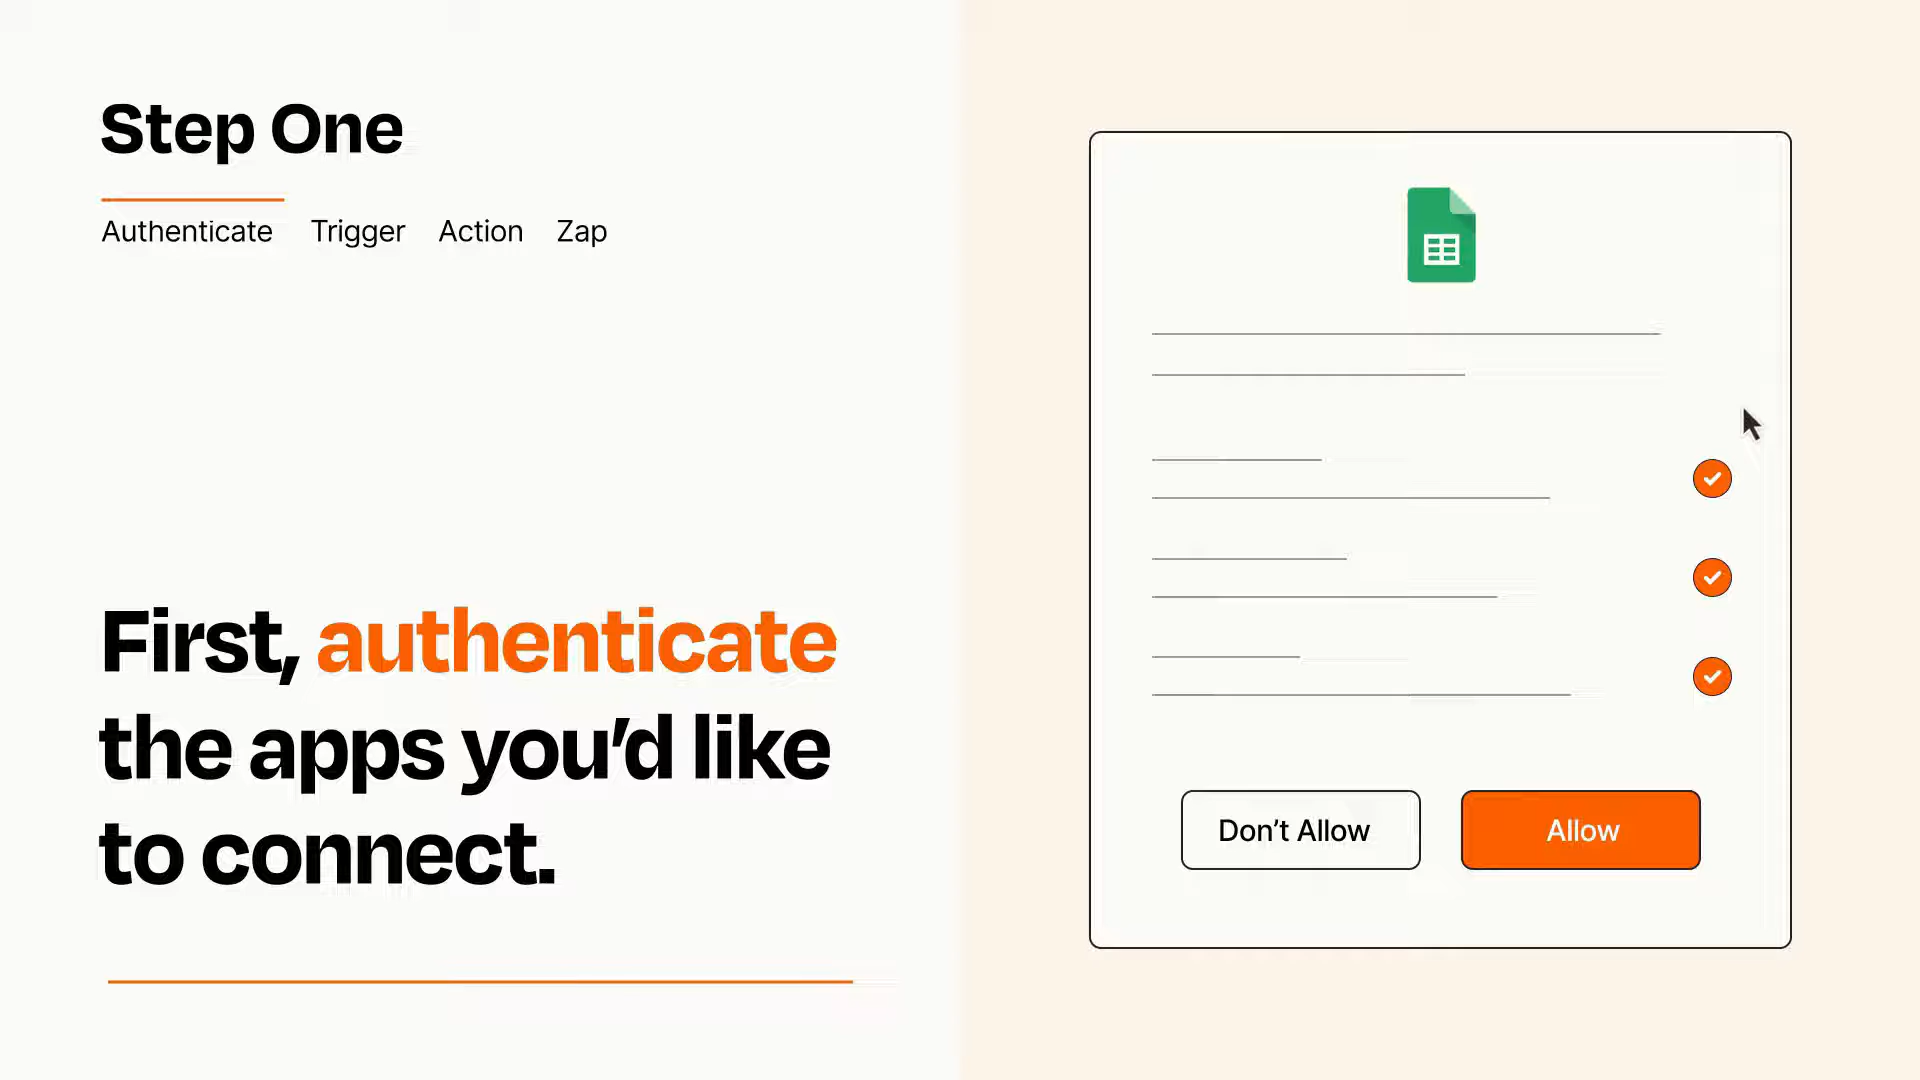 Step One
Authenticate Trigger Action Zap
First, authenticate
the apps you’d like
to connect.
Don’t Allow
Allow